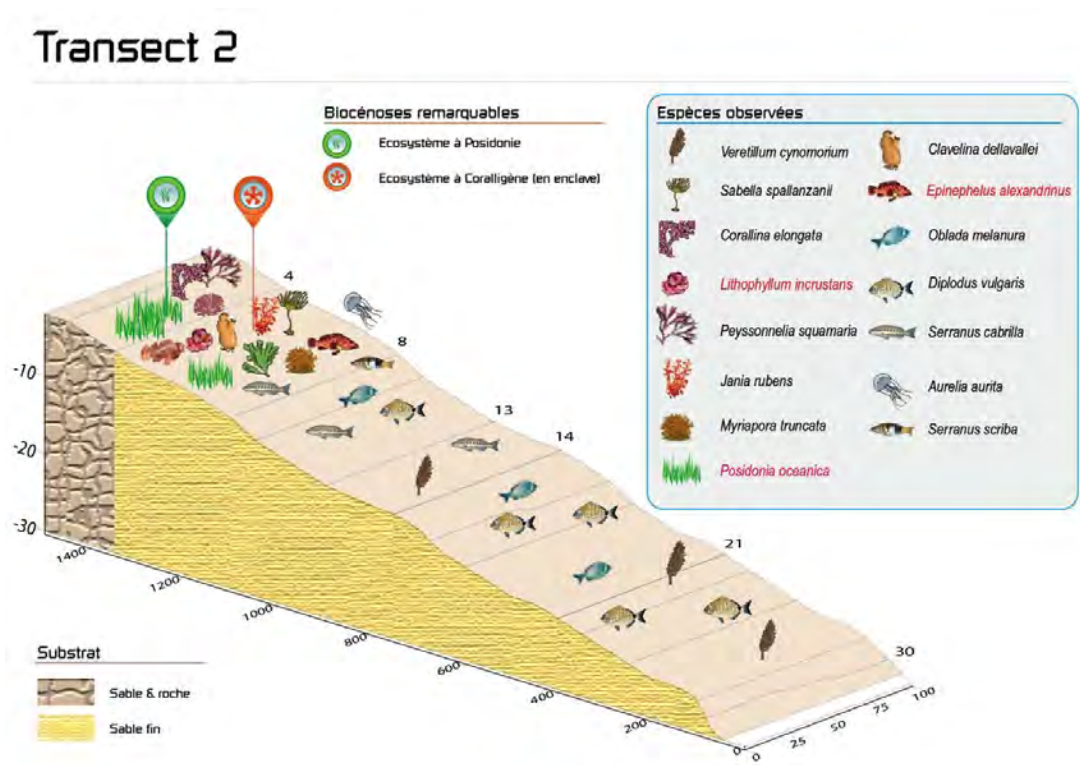 Transect 2
Biocénoses remarquables
Ecosystème à Posidonie
Ecosystème à Coralligène (en enclave)
Espèces observées
Veretillum cynomorium
Sabella spallanzanii
Corallina elongata
Lithophyllum incrustans
Peyssonnelia squamaria
Jania rubens
Myriapora truncata
Posidonia oceanica
Clavelina dellavallei
Epinephelus alexandrinus
Oblada melanura
Diplodus vulgaris
Serranus cabrilla
Aurelia aurita
Serranus scriba
4
8
13
14
21
30
-10
-20
-30
1400
1200
1000
800
600
400
200
0
0
25
50
75
100
Substrat
Sable & roche
Sable fin